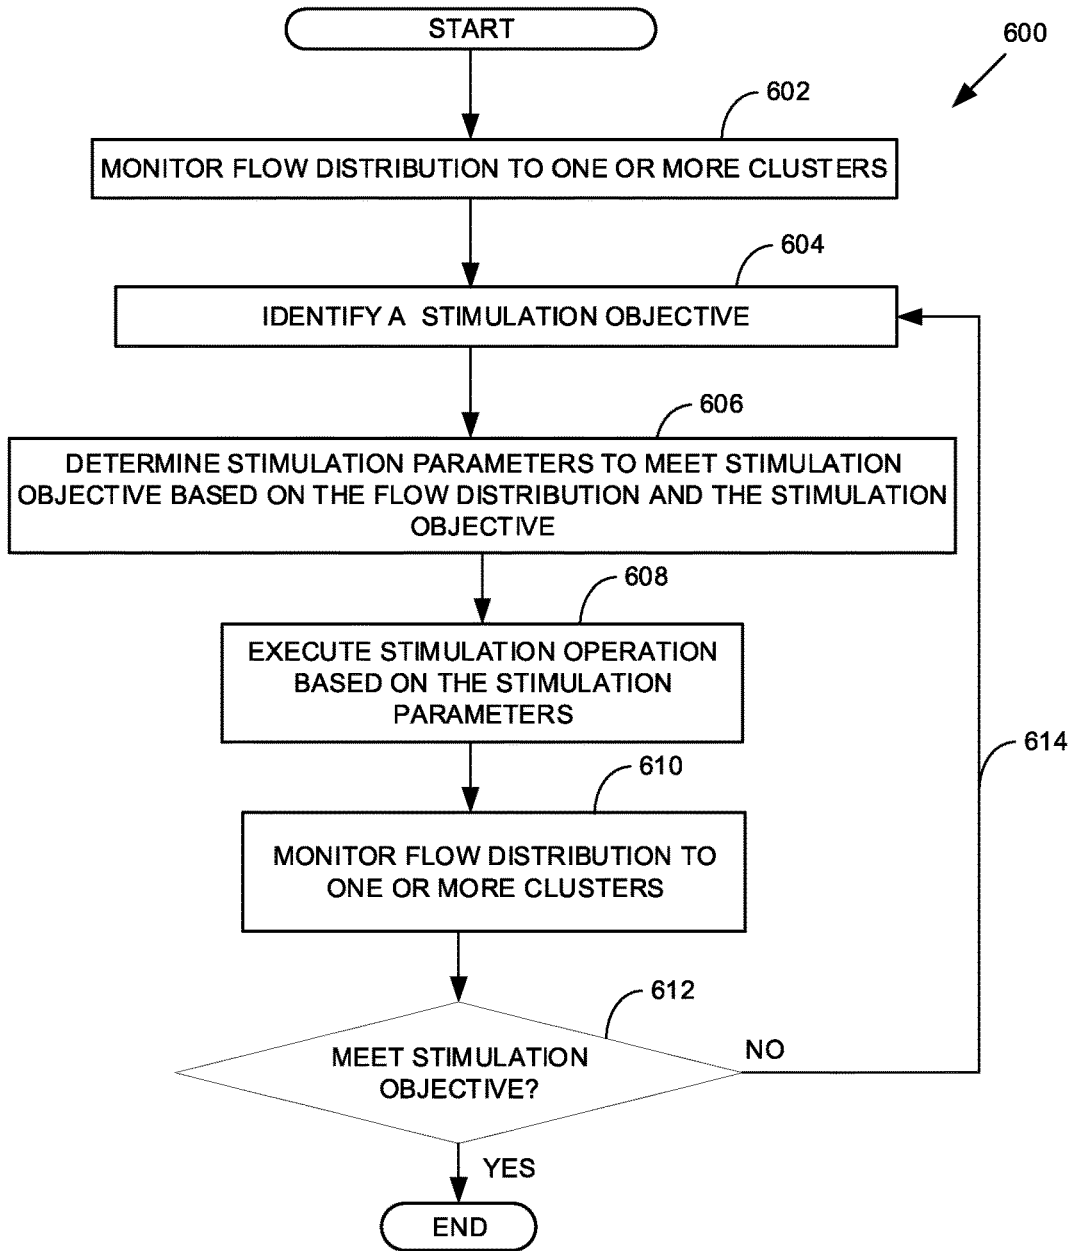 START
600
602
MONITOR FLOW DISTRIBUTION TO ONE OR MORE CLUSTERS
604
IDENTIFY A STIMULATION OBJECTIVE
606
DETERMINE STIMULATION PARAMETERS TO MEET STIMULATION
OBJECTIVE BASED ON THE FLOW DISTRIBUTION AND THE STIMULATION
OBJECTIVE
608
EXECUTE STIMULATION OPERATION
BASED ON THE STIMULATION
PARAMETERS
614
610
MONITOR FLOW DISTRIBUTION TO
ONE OR MORE CLUSTERS
612
MEET STIMULATION
OBJECTIVE?
NO
YES
END